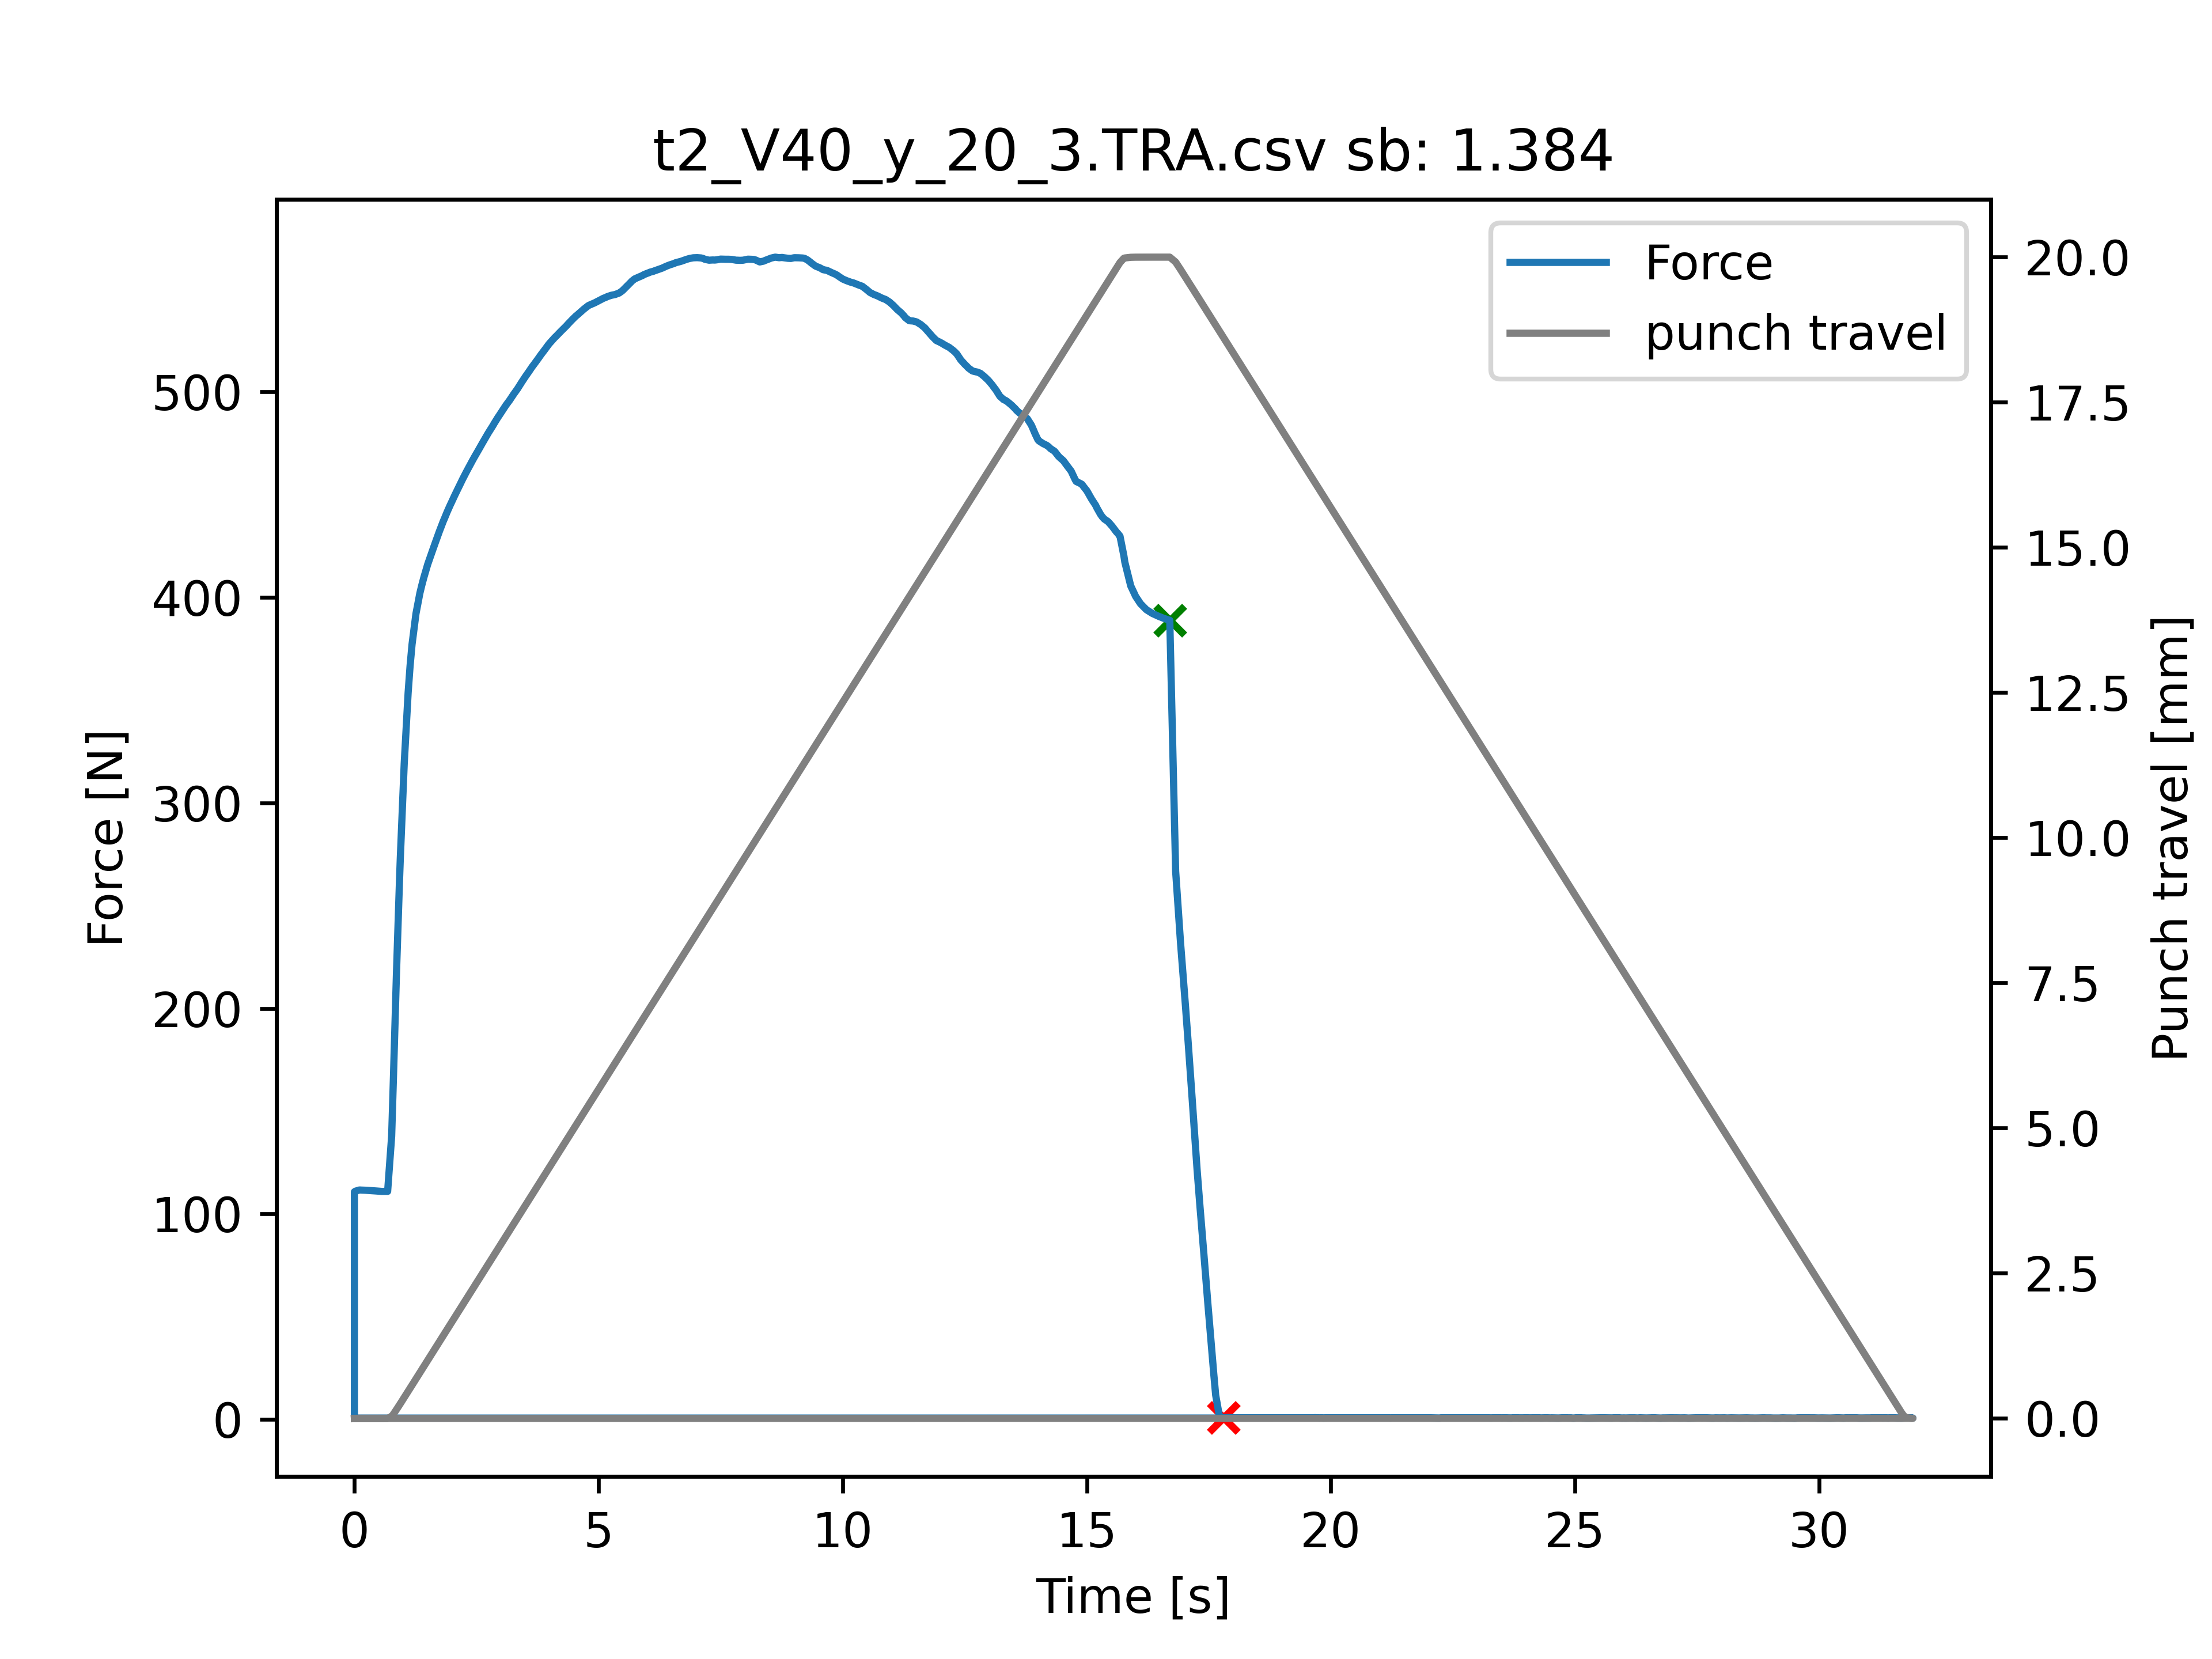 t2_V40_y_20_3.TRA.csv sb: 1.384
Force
punch travel
Force [N]
500
400
300
200
100
0
20.0
17.5
15.0
12.5
10.0
7.5
5.0
2.5
0.0
Punch travel [mm]
0 5 10 15 20 25 30
Time [s]